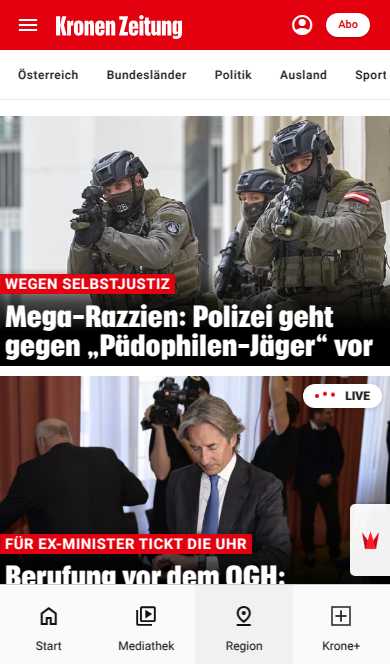 Kronen Zeitung
Abo
Österreich Bundesländer Politik Ausland Sport
WEGEN SELBSTJUSTIZ
Mega-Razzien: Polizei geht
gegen „Pädophilen-Jäger“ vor
LIVE
FÜR EX-MINISTER TICKT DIE UHR
Berufung vor dem OGH:
Start Mediathek Region Krone+